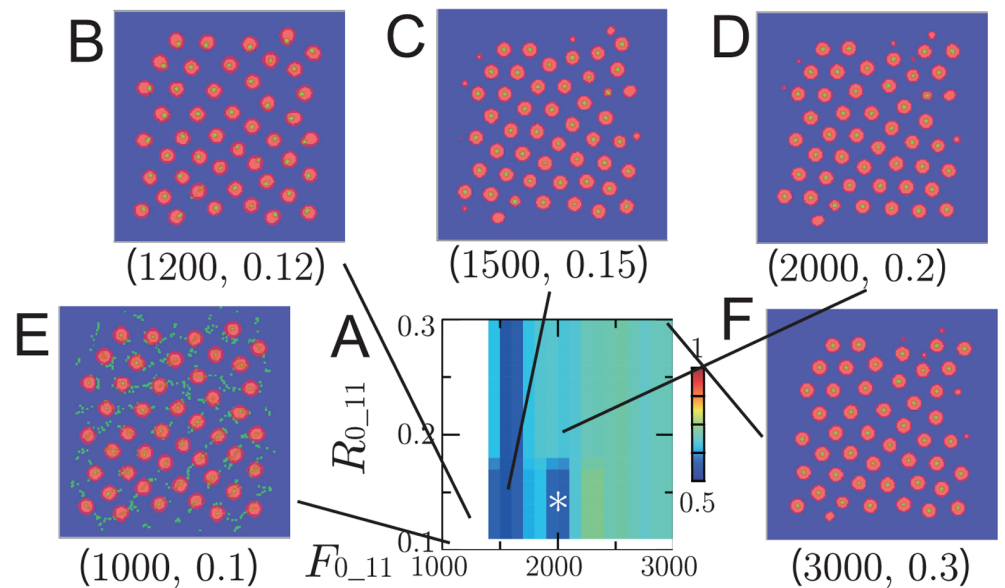 B
C
D
(1200, 0.12)
(1500, 0.15)
(2000, 0.2)
E
A
F
0.3
0.2
0.1
R0_11
1
0.5
*
1000
2000
3000
F0_11
(1000, 0.1)
(3000, 0.3)